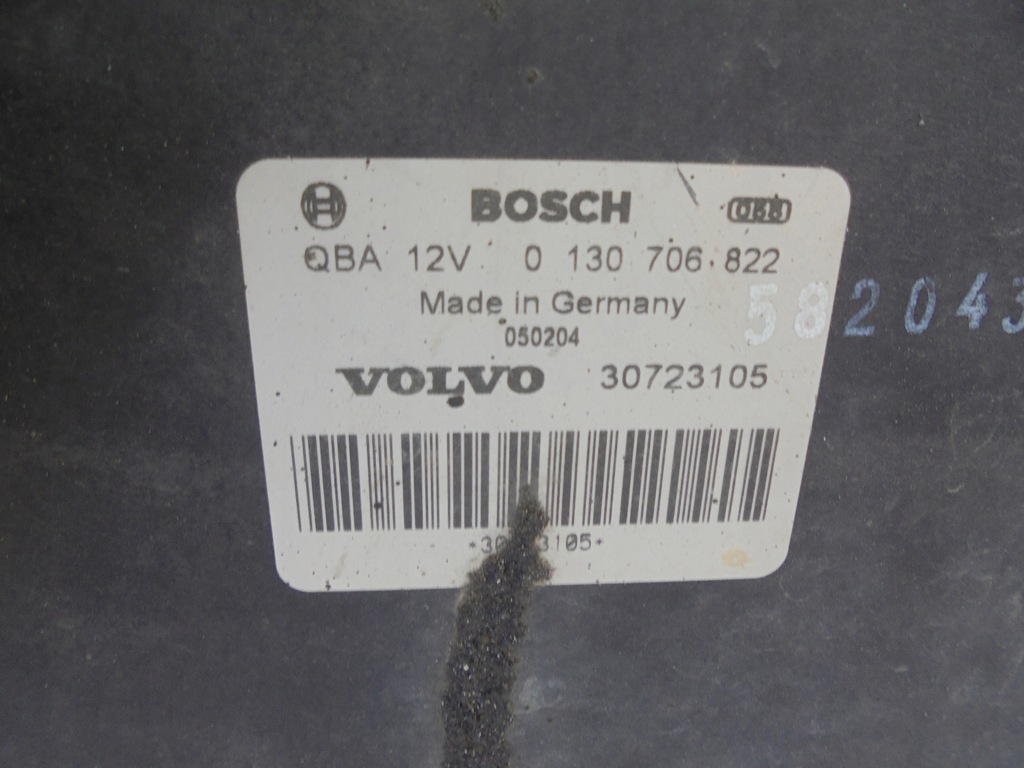 BOSCH
QBA 12V 0 130 706 822
Made in Germany
582043
050204
VOLVO 30723105